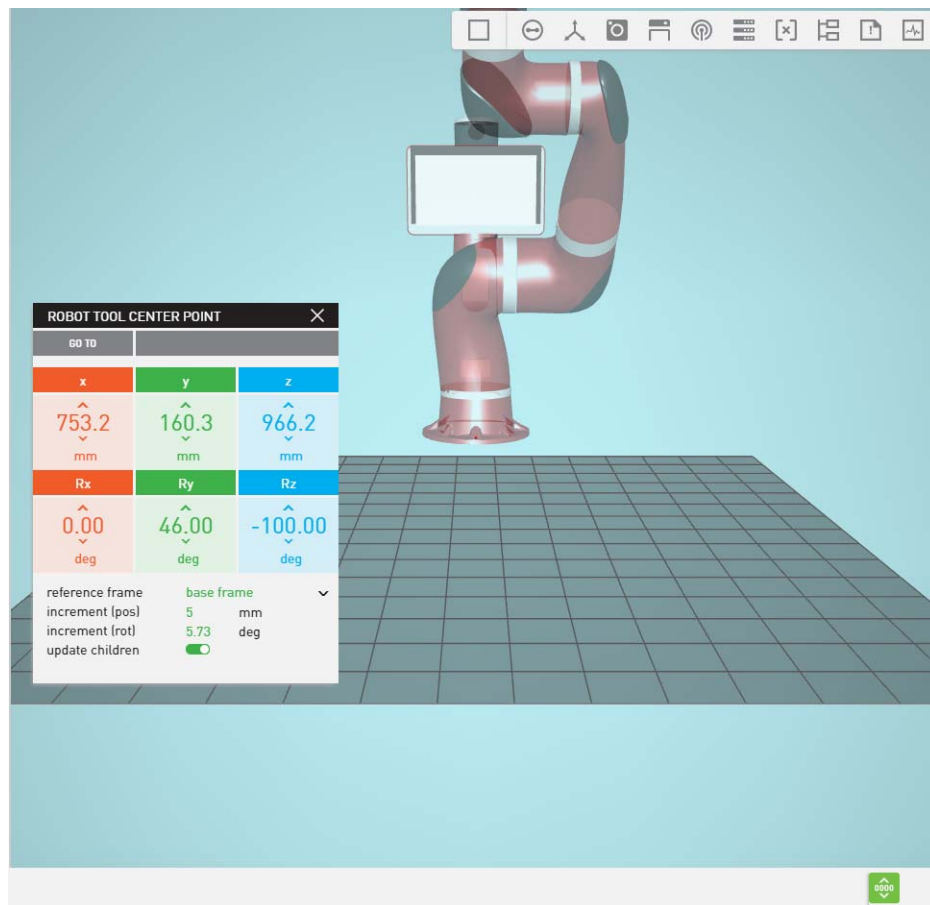 ROBOT TOOL CENTER POINT
GO TO
x y z
753.2 160.3 966.2
mm mm mm
Rx Ry Rz
0.00 46.00 -100.00
deg deg deg
reference frame base frame
increment (pos) 5 mm
increment (rot) 5.73 deg
update children
0000